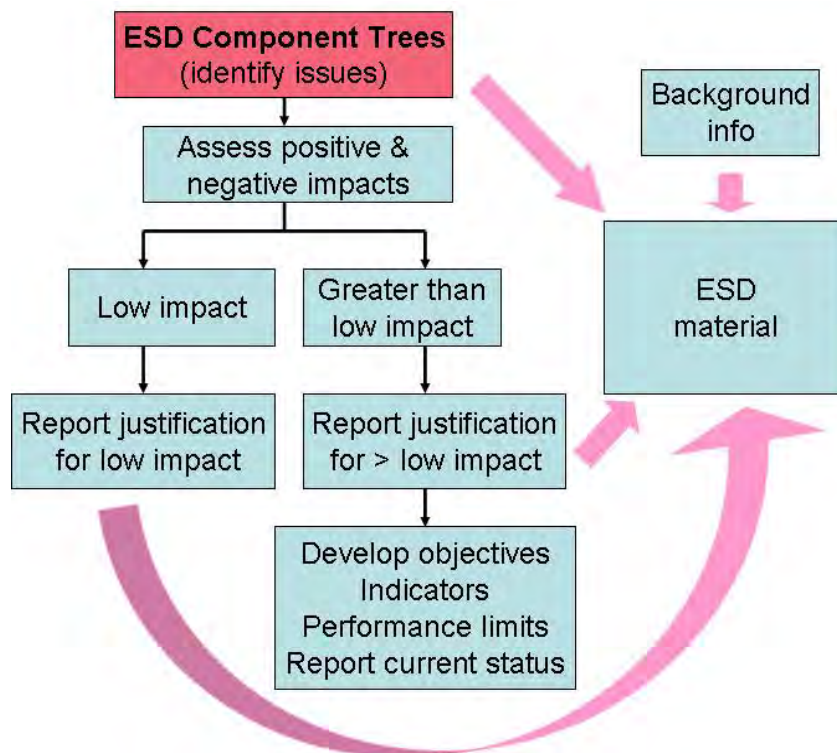 ESD Component Trees
(identify issues)
Background
info
Assess positive &
negative impacts
ESD
material
Low impact
Greater than
low impact
Report justification
for low impact
Report justification
for > low impact
Develop objectives
Indicators
Performance limits
Report current status